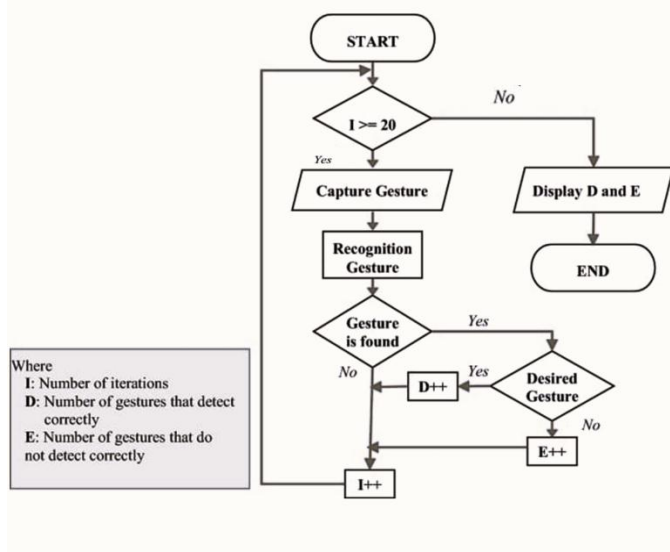 START
I >= 20
No
Yes
Capture Gesture
Display D and E
Recognition
Gesture
END
Gesture
is found
Yes
No
Desired
Gesture
Yes
D++
No
E++
I++
Where
I: Number of iterations
D: Number of gestures that detect
correctly
E: Number of gestures that do
not detect correctly